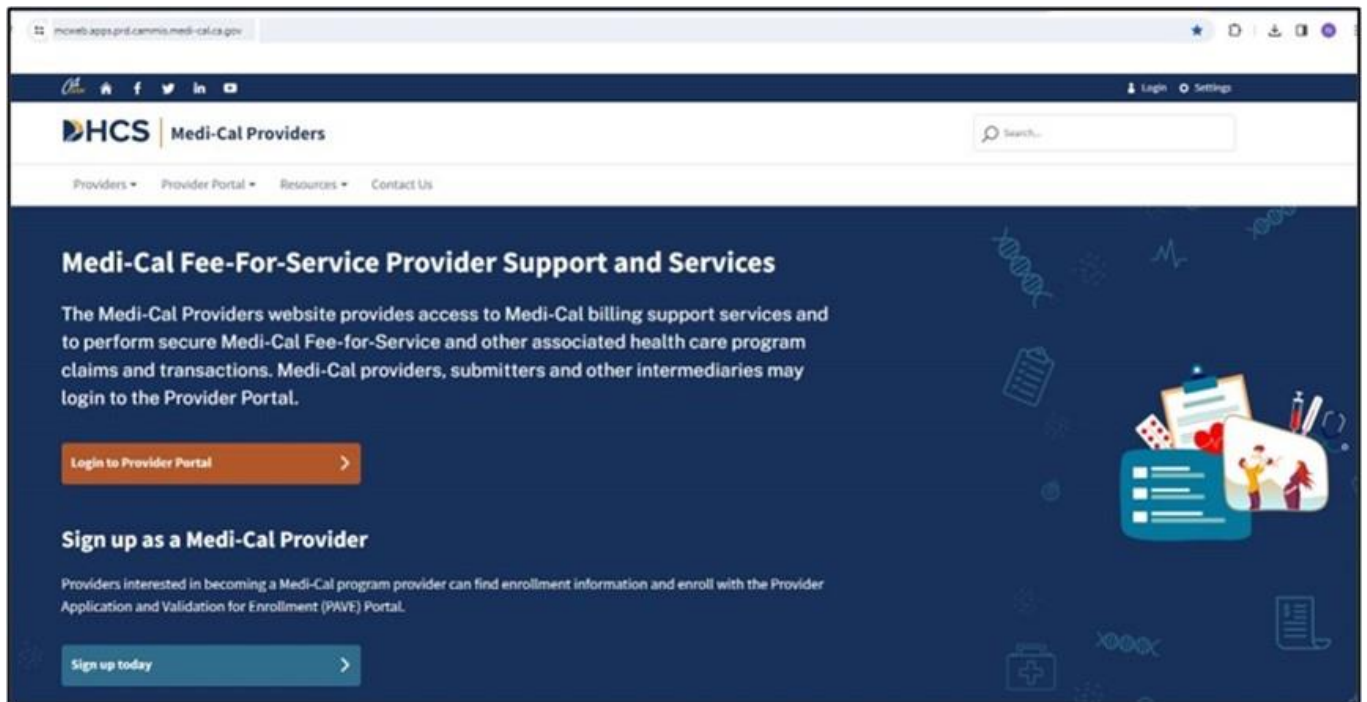 mcweb.apps.prd.cammis.medi-cal.ca.gov
Login Settings
DHCS Medi-Cal Providers
Search...
Providers Provider Portal Resources Contact Us
Medi-Cal Fee-For-Service Provider Support and Services
The Medi-Cal Providers website provides access to Medi-Cal billing support services and
to perform secure Medi-Cal Fee-for-Service and other associated health care program
claims and transactions. Medi-Cal providers, submitters and other intermediaries may
login to the Provider Portal.
Login to Provider Portal
Sign up as a Medi-Cal Provider
Providers interested in becoming a Medi-Cal program provider can find enrollment information and enroll with the Provider
Application and Validation for Enrollment (PAVE) Portal.
Sign up today